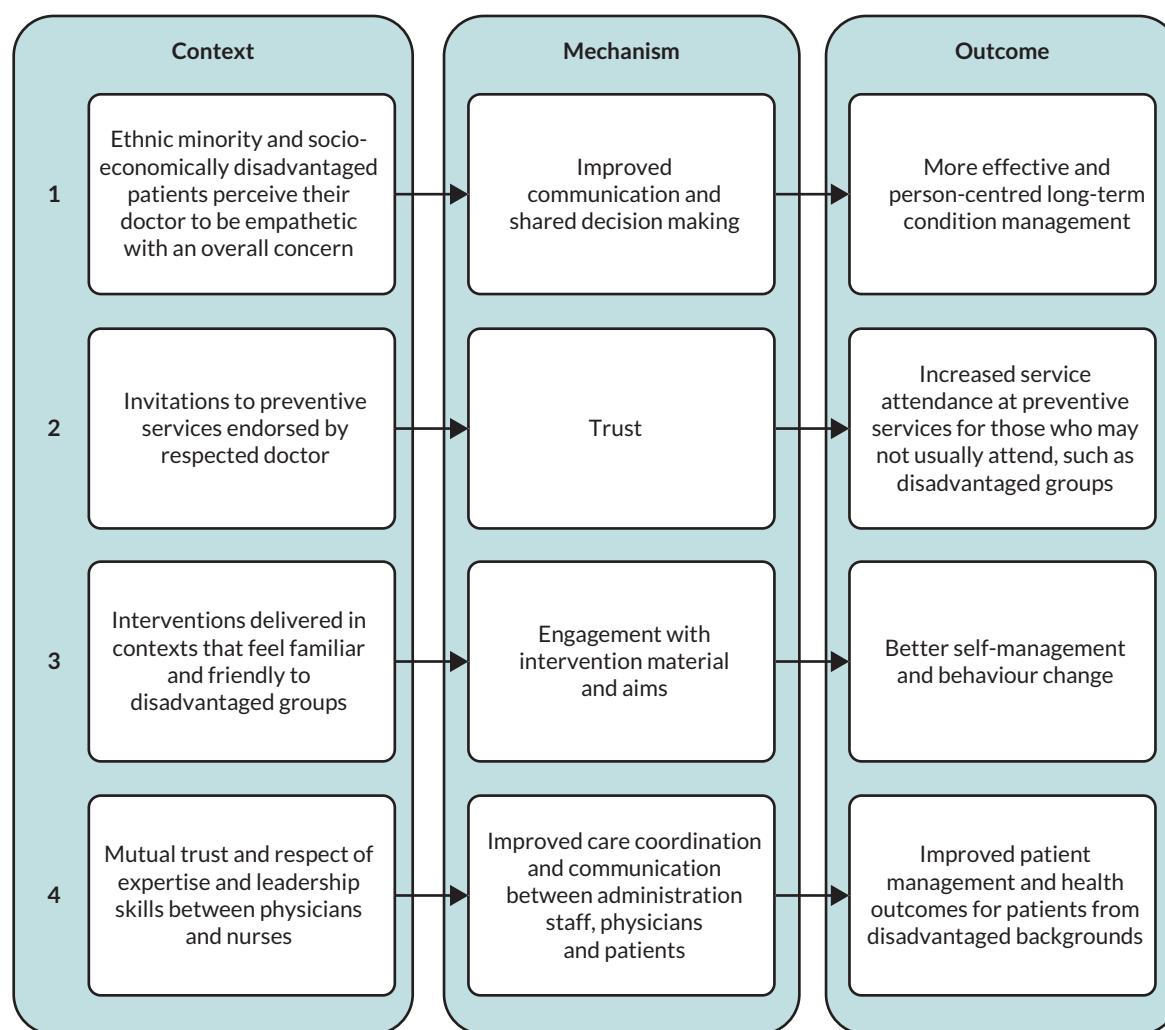 Context
Mechanism
Outcome
1
Ethnic minority and socio-
economically disadvantaged
patients perceive their
doctor to be empathetic
with an overall concern
Improved
communication and
shared decision making
More effective and
person-centred long-term
condition management
2
Invitations to preventive
services endorsed by
respected doctor
Trust
Increased service
attendance at preventive
services for those who may
not usually attend, such as
disadvantaged groups
3
Interventions delivered in
contexts that feel familiar
and friendly to
disadvantaged groups
Engagement with
intervention material
and aims
Better self-management
and behaviour change
4
Mutual trust and respect of
expertise and leadership
skills between physicians
and nurses
Improved care coordination
and communication
between administration
staff, physicians
and patients
Improved patient
management and health
outcomes for patients from
disadvantaged backgrounds